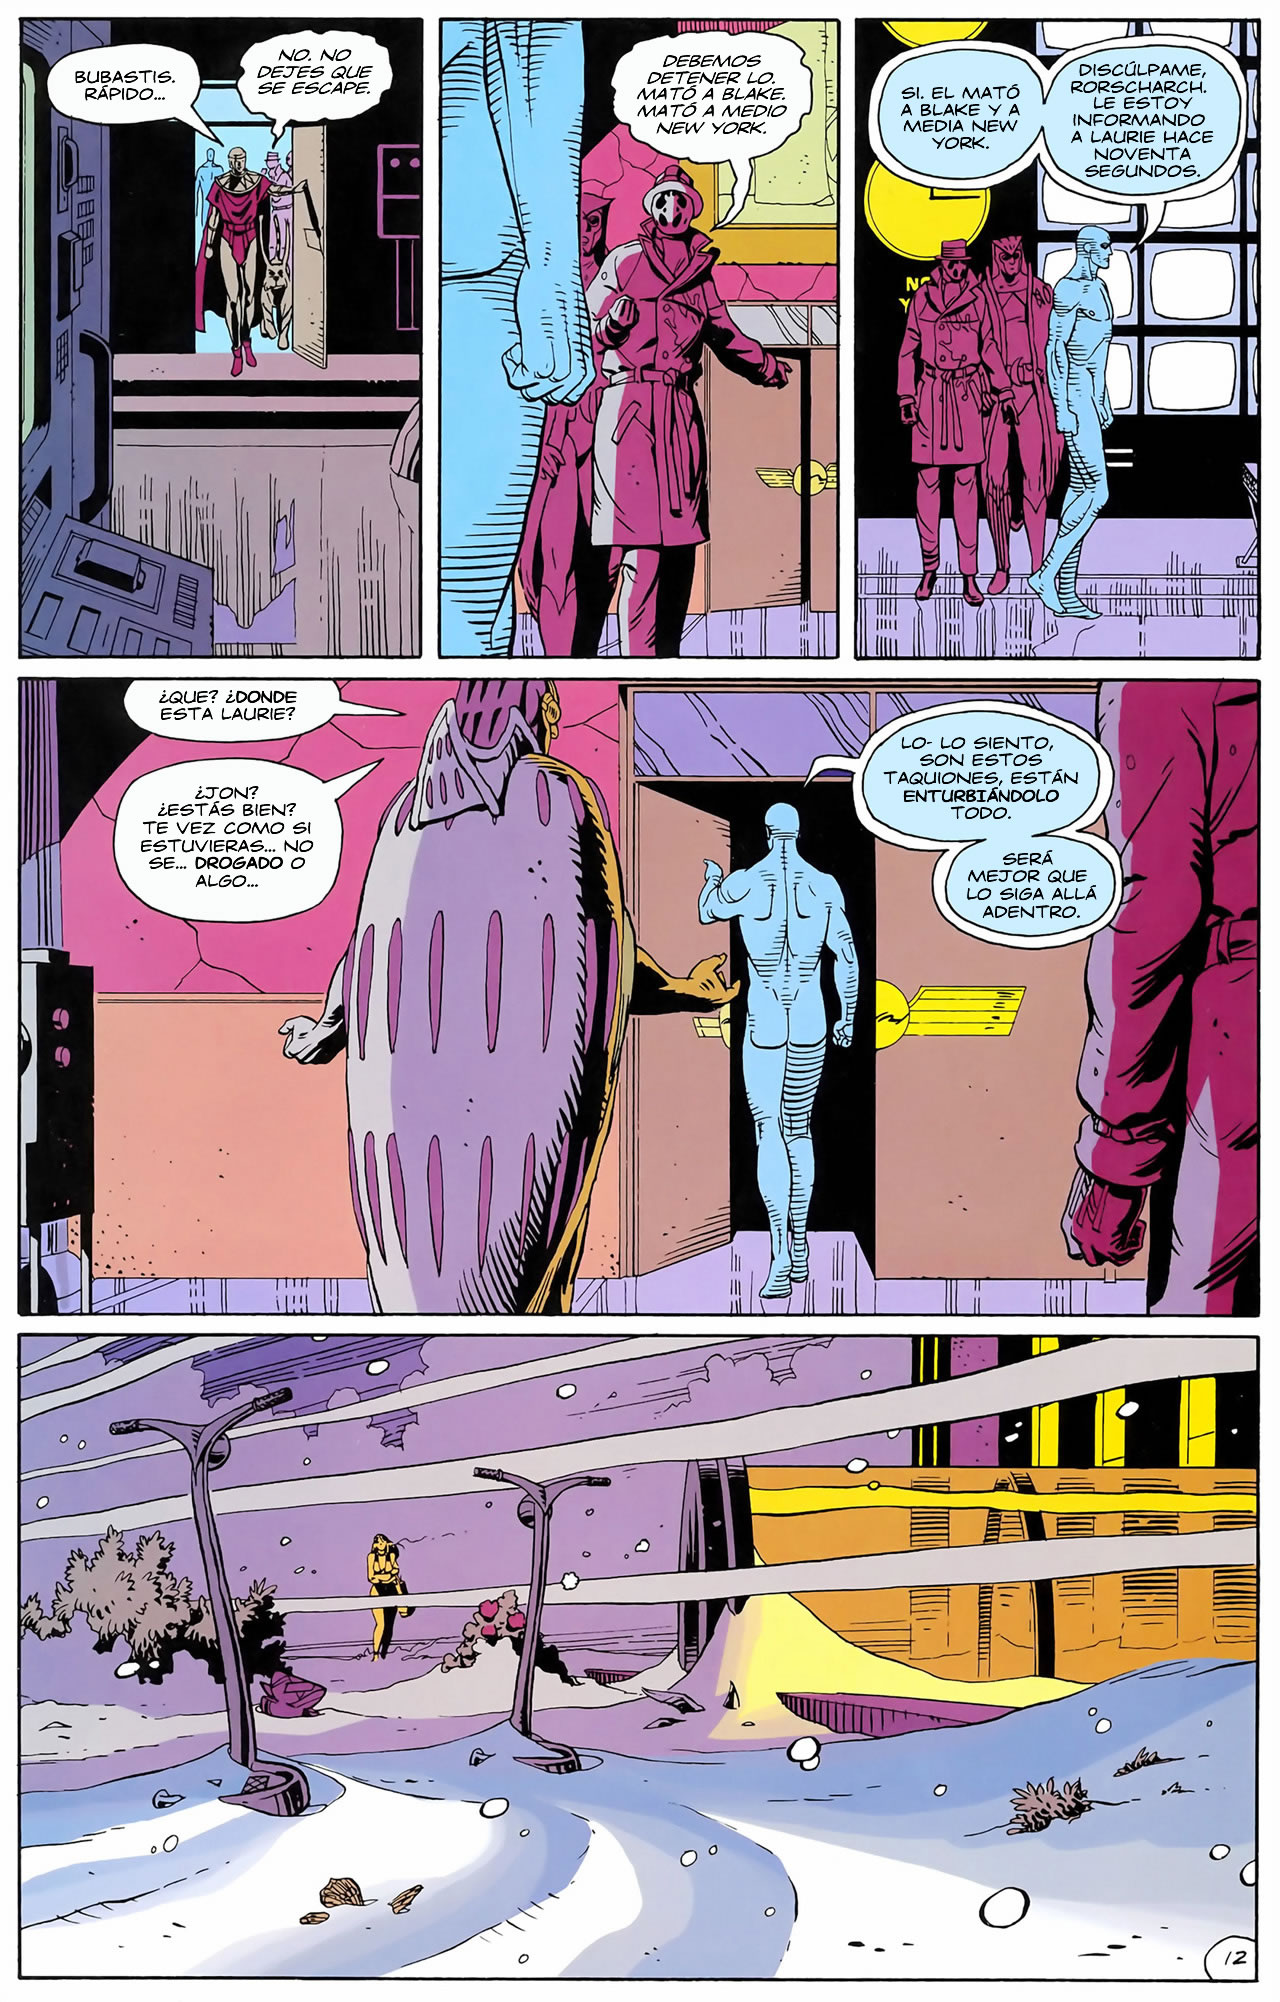 BUBASTIS.
RÁPIDO...
NO. NO
DEJES QUE
SE ESCAPE.
DEBEMOS
DETENER LO.
MATÓ A BLAKE.
MATÓ A MEDIO
NEW YORK.
SI. EL MATÓ
A BLAKE Y A
MEDIA NEW
YORK.
DISCÚLPAME,
RORSCHARCH.
LE ESTOY
INFORMANDO
A LAURIE HACE
NOVENTA
SEGUNDOS.
¿QUE? ¿DONDE
ESTA LAURIE?
¿JON?
¿ESTÁS BIEN?
TE VEZ COMO SI
ESTUVIERAS... NO
SE... DROGADO O
ALGO...
LO- LO SIENTO,
SON ESTOS
TAQUIONES, ESTÁN
ENTURBIÁNDOLO
TODO.
SERÁ
MEJOR QUE
LO SIGA ALLÁ
ADENTRO.
12